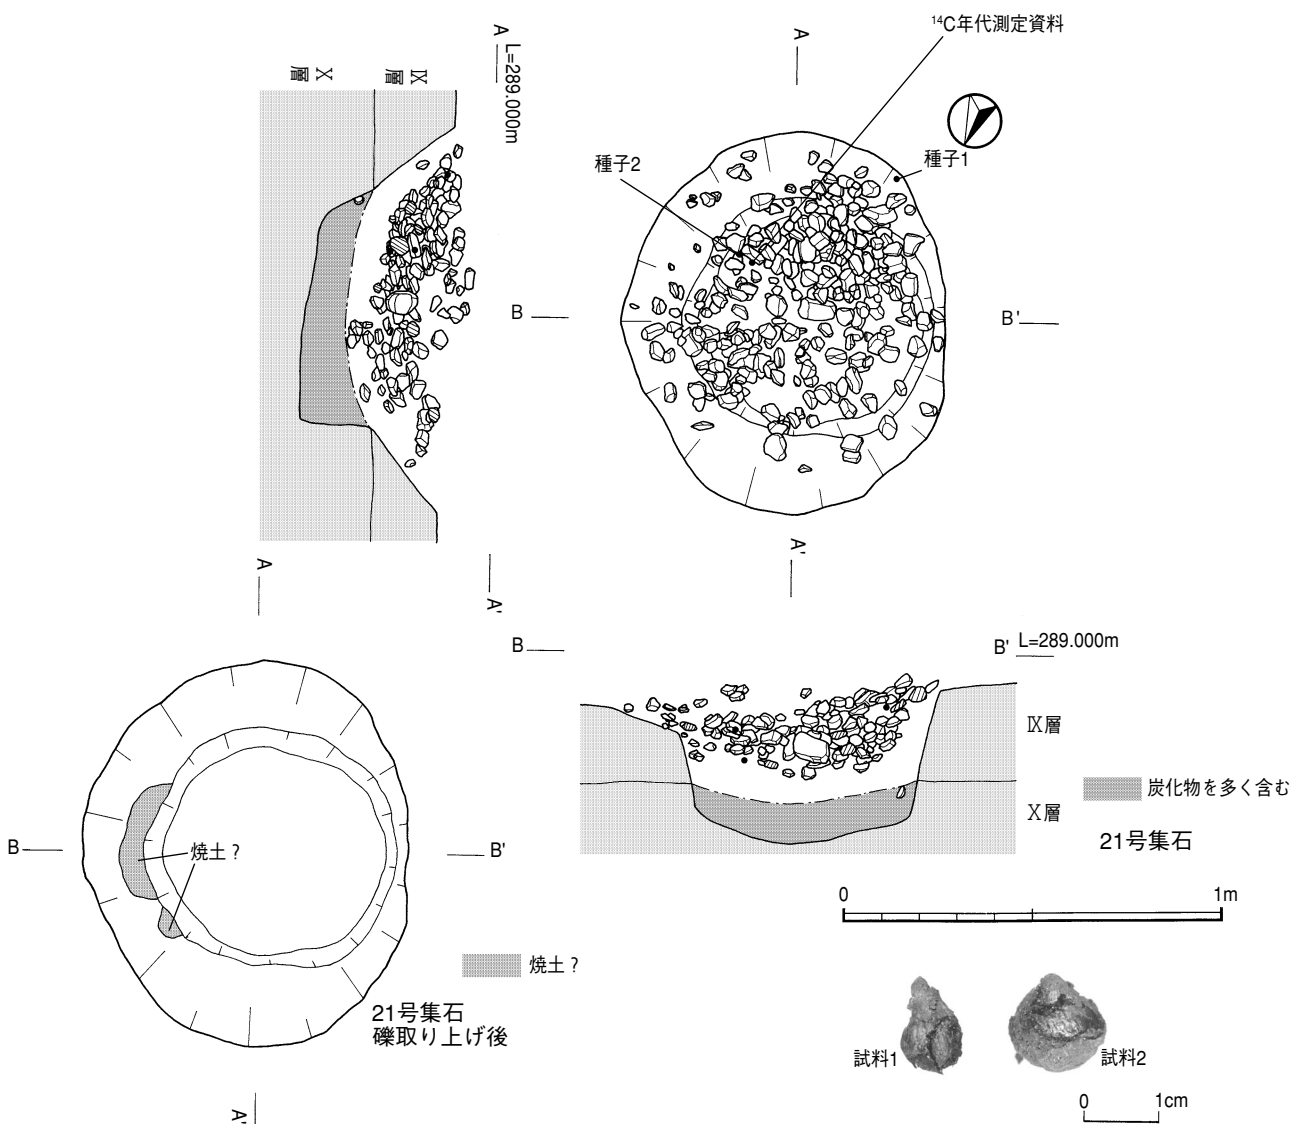 Ⅹ層
Ⅸ層
A
L=289.000m
A'
A
¹⁴C年代測定資料
種子1
種子2
B
B'
A'
B
B'
L=289.000m
Ⅸ層
Ⅹ層
炭化物を多く含む
21号集石
0
1m
A
B
B'
焼土？
焼土？
21号集石
礫取り上げ後
A'
試料1
試料2
0
1cm